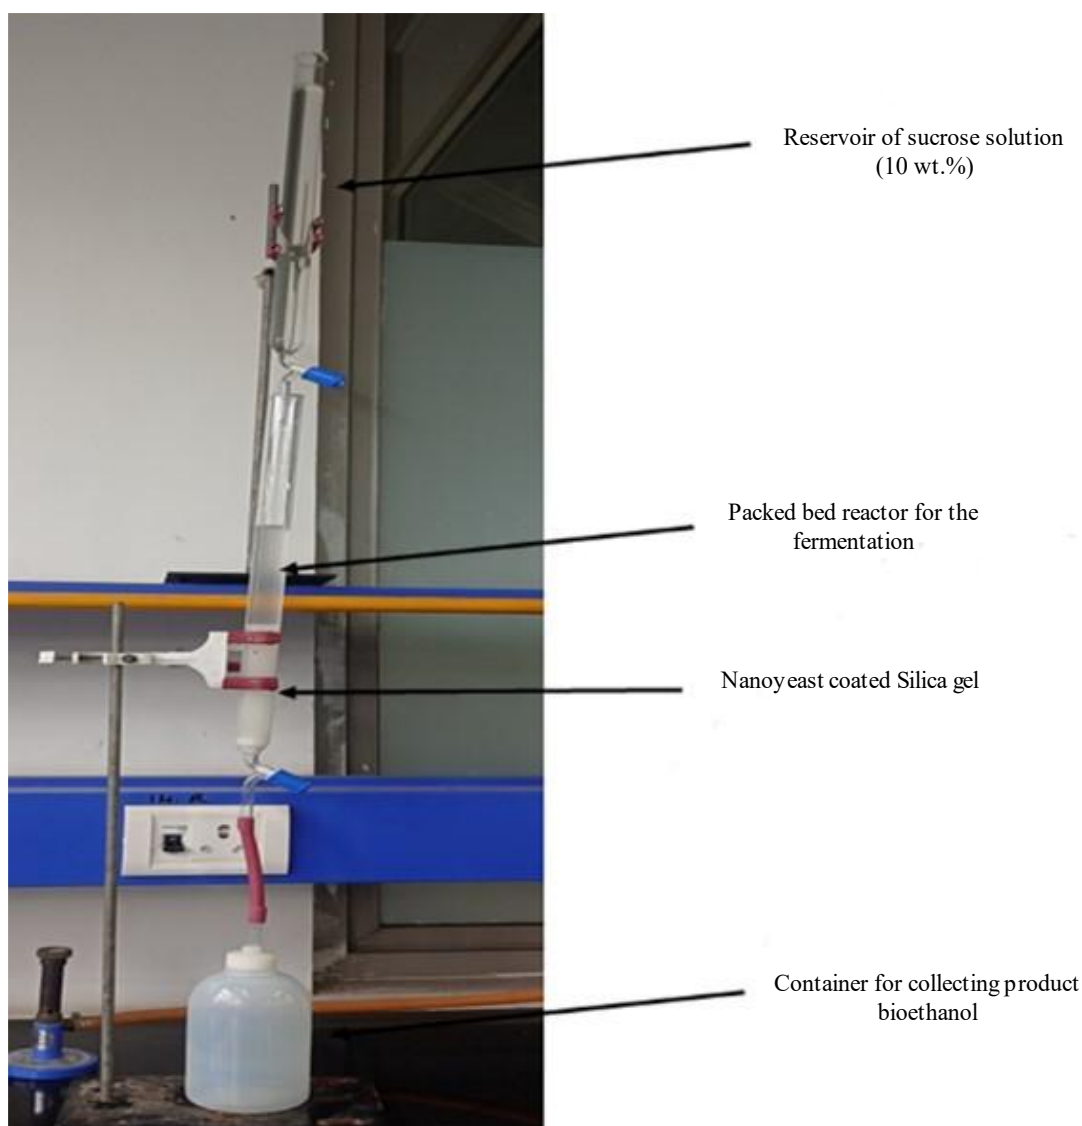 Reservoir of sucrose solution
(10 wt.%)
Packed bed reactor for the
fermentation
Nanoyeast coated Silica gel
Container for collecting product
bioethanol